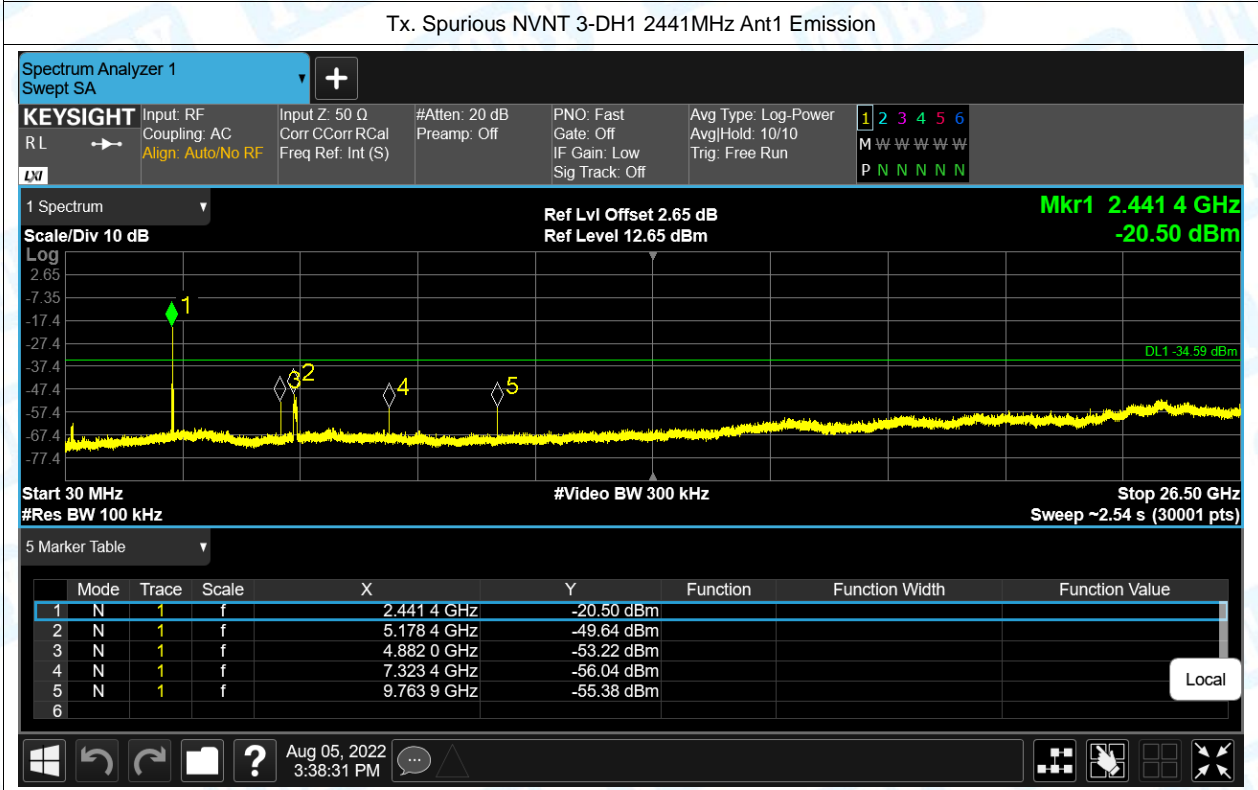 Tx. Spurious NVNT 3-DH1 2441MHz Ant1 Emission
Spectrum Analyzer 1
Swept SA
KEYSIGHT
RL
LXI
Input: RF
Coupling: AC
Align: Auto/No RF
Input Z: 50 Ω
Corr CCorr RCal
Freq Ref: Int (S)
#Atten: 20 dB
Preamp: Off
PNO: Fast
Gate: Off
IF Gain: Low
Sig Track: Off
Avg Type: Log-Power
Avg|Hold: 10/10
Trig: Free Run
1 2 3 4 5 6
M W W W W W
P N N N N N
1 Spectrum
Scale/Div 10 dB
Ref Lvl Offset 2.65 dB
Ref Level 12.65 dBm
Mkr1 2.441 4 GHz
-20.50 dBm
Log
2.65
-7.35
-17.4
-27.4
-37.4
-47.4
-57.4
-67.4
-77.4
1
3
2
4
5
DL1 -34.59 dBm
Start 30 MHz
#Video BW 300 kHz
Stop 26.50 GHz
#Res BW 100 kHz
Sweep ~2.54 s (30001 pts)
5 Marker Table
Mode Trace Scale X Y Function Function Width Function Value
1 N 1 f 2.441 4 GHz -20.50 dBm
2 N 1 f 5.178 4 GHz -49.64 dBm
3 N 1 f 4.882 0 GHz -53.22 dBm
4 N 1 f 7.323 4 GHz -56.04 dBm
5 N 1 f 9.763 9 GHz -55.38 dBm
6
Local
?
Aug 05, 2022
3:38:31 PM